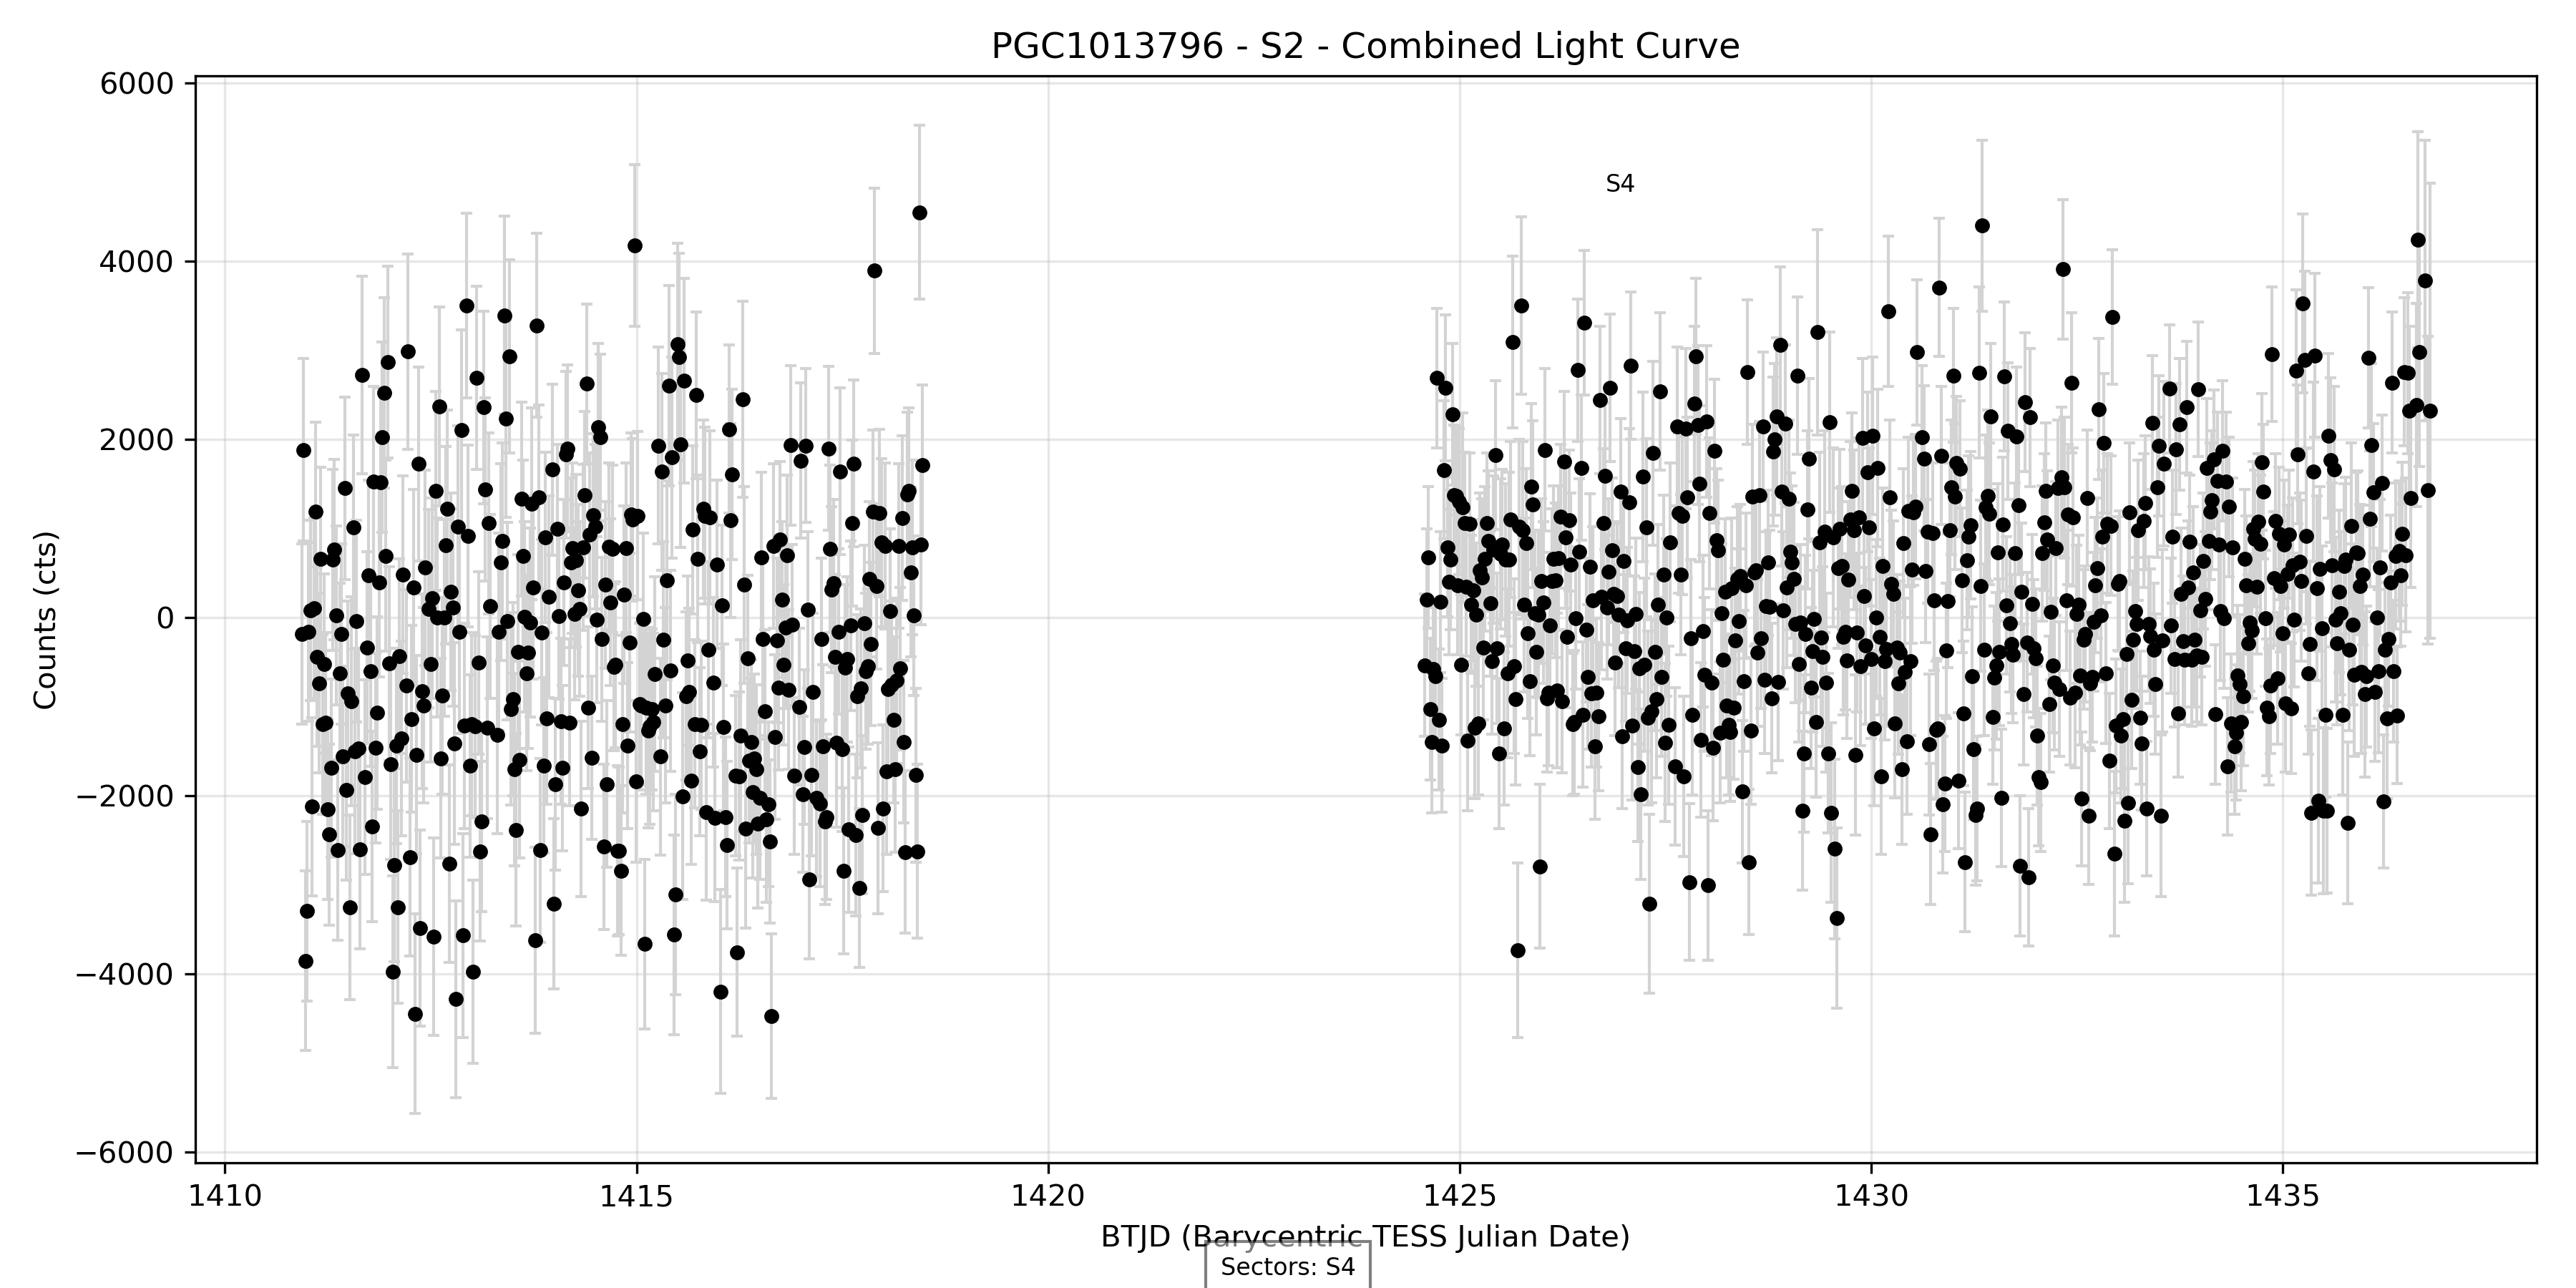 PGC1013796 - S2 - Combined Light Curve
6000
4000
2000
0
−2000
−4000
−6000
Counts (cts)
S4
1410
1415
1420
1425
1430
1435
BTJD (Barycentric TESS Julian Date)
Sectors: S4